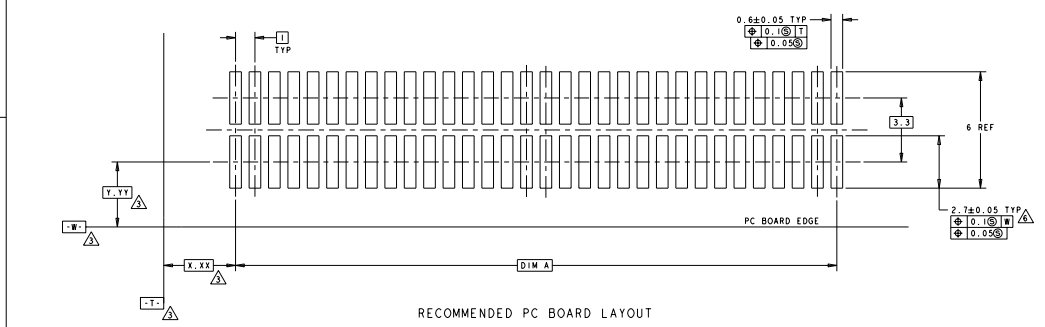 0.6±0.05 TYP
⌖ 0.1Ⓢ T
⌖ 0.05Ⓢ
1
TYP
3.3
6 REF
Y.YY
3
2.7±0.05 TYP 6
⌖ 0.1Ⓢ W
⌖ 0.05Ⓢ
PC BOARD EDGE
-W-
3
X.XX
3
DIM A
-T-
3
RECOMMENDED PC BOARD LAYOUT